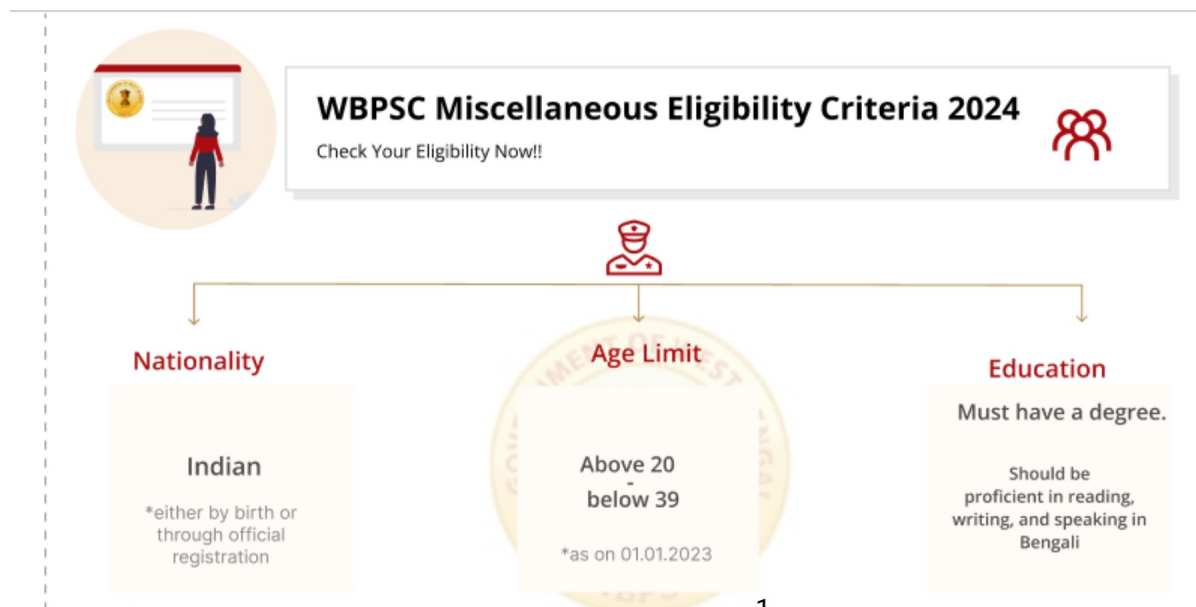 WBPSC Miscellaneous Eligibility Criteria 2024
Check Your Eligibility Now!!
Nationality
Indian
*either by birth or
through official
registration
Age Limit
Above 20
-
below 39
*as on 01.01.2023
Education
Must have a degree.
Should be
proficient in reading,
writing, and speaking in
Bengali